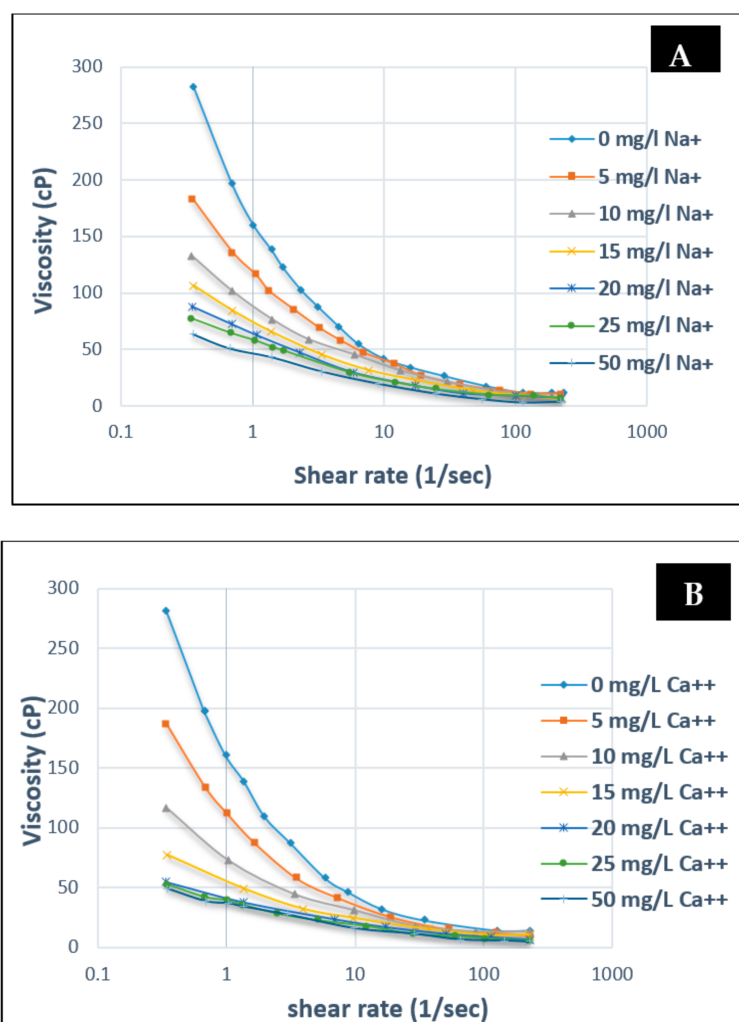 A
300
250
200
150
100
50
0
0.1 1 10 100 1000
Viscosity (cP)
Shear rate (1/sec)
0 mg/l Na+
5 mg/l Na+
10 mg/l Na+
15 mg/l Na+
20 mg/l Na+
25 mg/l Na+
50 mg/l Na+
B
300
250
200
150
100
50
0
0.1 1 10 100 1000
Viscosity (cP)
shear rate (1/sec)
0 mg/L Ca++
5 mg/L Ca++
10 mg/L Ca++
15 mg/L Ca++
20 mg/L Ca++
25 mg/L Ca++
50 mg/L Ca++